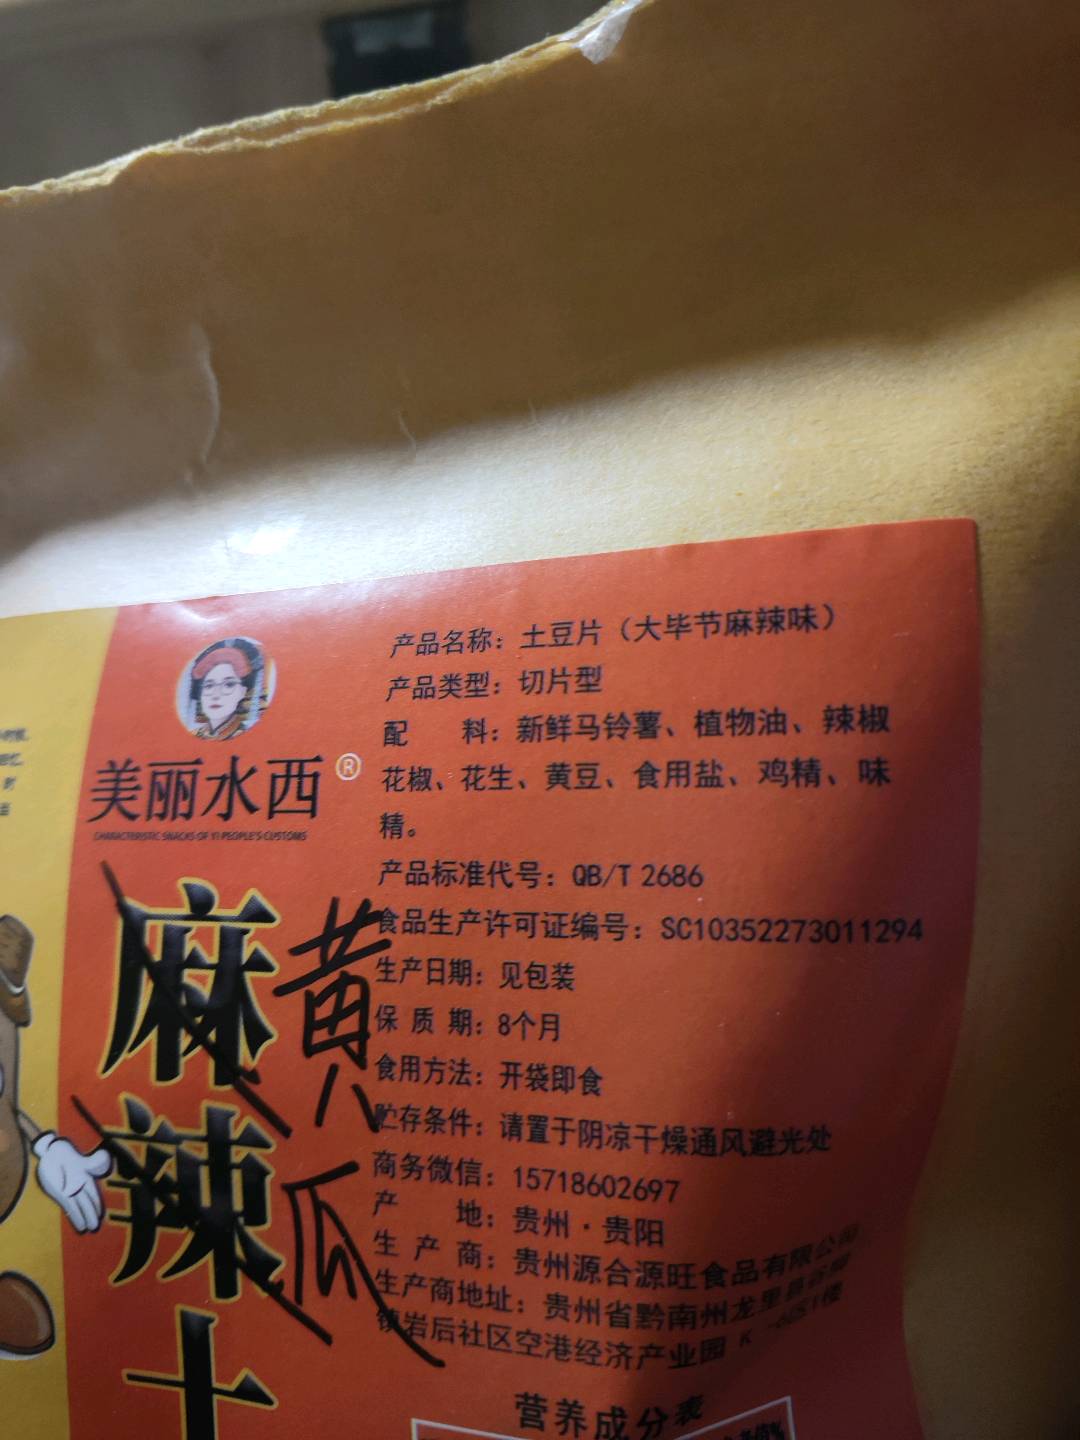 美丽水西®
CHARACTERISTIC SNACKS OF YI PEOPLE'S CUSTOMS
麻辣土
黄瓜
产品名称：土豆片（大毕节麻辣味）
产品类型：切片型
配 料：新鲜马铃薯、植物油、辣椒
花椒、花生、黄豆、食用盐、鸡精、味
精。
产品标准代号：QB/T 2686
食品生产许可证编号：SC10352273011294
生产日期：见包装
保 质 期：8个月
食用方法：开袋即食
贮存条件：请置于阴凉干燥通风避光处
商务微信：15718602697
产 地：贵州·贵阳
生 产 商：贵州源合源旺食品有限公司
生产商地址：贵州省黔南州龙里县谷脚
镇岩后社区空港经济产业园
营养成分表